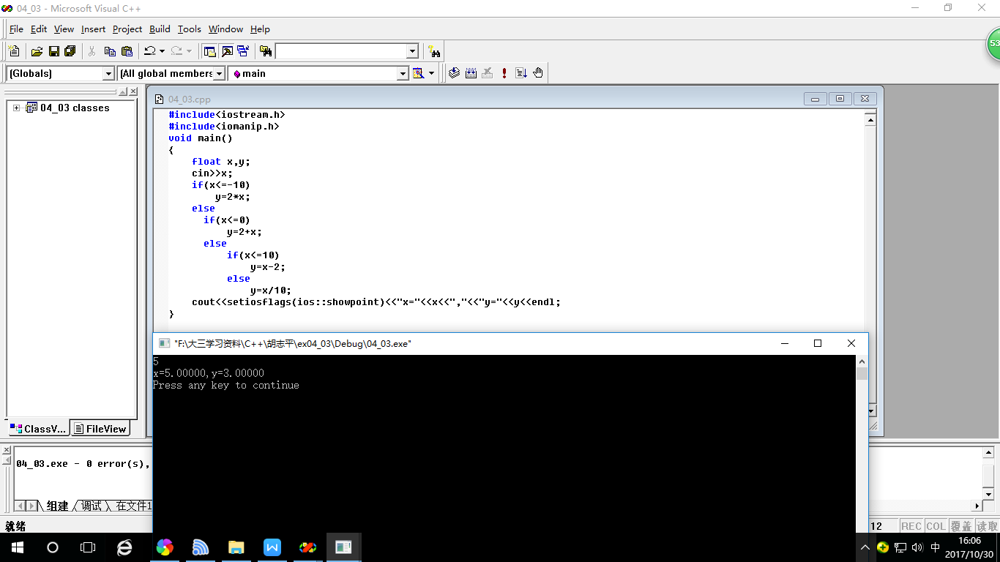 04_03 - Microsoft Visual C++
File Edit View Insert Project Build Tools Window Help
(Globals) (All global members main
04_03 classes
04_03.cpp
#include<iostream.h>
#include<iomanip.h>
void main()
{
float x,y;
cin>>x;
if(x<=-10)
y=2*x;
else
if(x<=0)
y=2+x;
else
if(x<=10)
y=x-2;
else
y=x/10;
cout<<setiosflags(ios::showpoint)<<"x="<<x<<","<<"y="<<y<<endl;
}
"F:\大三学习资料\C++\胡志平\ex04_03\Debug\04_03.exe"
5
x=5.00000,y=3.00000
Press any key to continue
ClassV... FileView
04_03.exe - 0 error(s),
组建 调试 在文件1
就绪
12 REC COL 覆盖 读取
中
16:06
2017/10/30
53